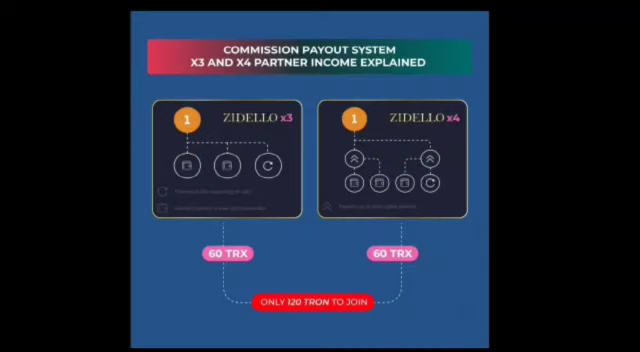 COMMISSION PAYOUT SYSTEM
X3 AND X4 PARTNER INCOME EXPLAINED
1
ZIDELLO x3
1
ZIDELLO x4
60 TRX
60 TRX
ONLY 120 TRON TO JOIN